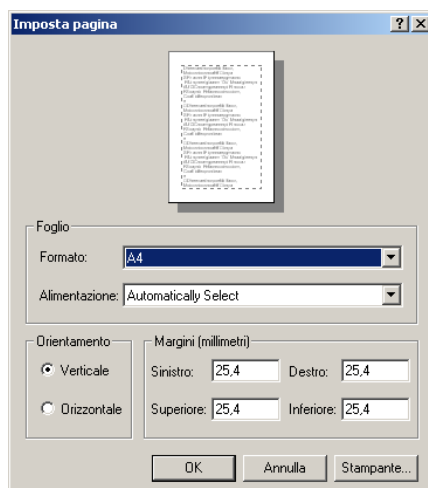 Imposta pagina
Foglio
Formato: A4
Alimentazione: Automatically Select
Orientamento
Verticale
Orizzontale
Margini (millimetri)
Sinistro: 25,4 Destro: 25,4
Superiore: 25,4 Inferiore: 25,4
OK Annulla Stampante...